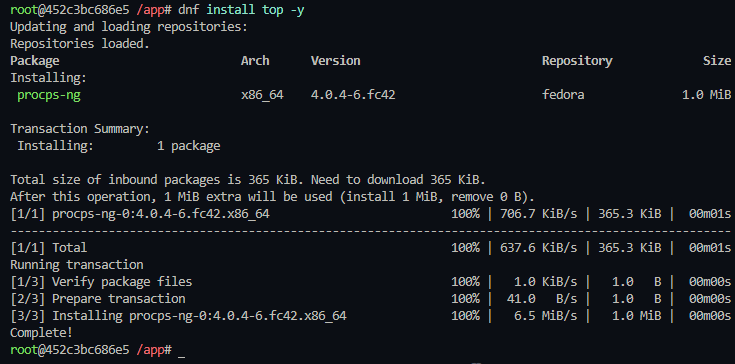 root@452c3bc686e5 /app# dnf install top -y
Updating and loading repositories:
Repositories loaded.
Package Arch Version Repository Size
Installing:
procps-ng x86_64 4.0.4-6.fc42 fedora 1.0 MiB
Transaction Summary:
Installing: 1 package
Total size of inbound packages is 365 KiB. Need to download 365 KiB.
After this operation, 1 MiB extra will be used (install 1 MiB, remove 0 B).
[1/1] procps-ng-0:4.0.4-6.fc42.x86_64 100% | 706.7 KiB/s | 365.3 KiB | 00m01s
--------------------------------------------------------------------------------
[1/1] Total 100% | 637.6 KiB/s | 365.3 KiB | 00m01s
Running transaction
[1/3] Verify package files 100% | 1.0 KiB/s | 1.0 B | 00m00s
[2/3] Prepare transaction 100% | 41.0 B/s | 1.0 B | 00m00s
[3/3] Installing procps-ng-0:4.0.4-6.fc42.x86_64 100% | 6.5 MiB/s | 1.0 MiB | 00m00s
Complete!
root@452c3bc686e5 /app# _